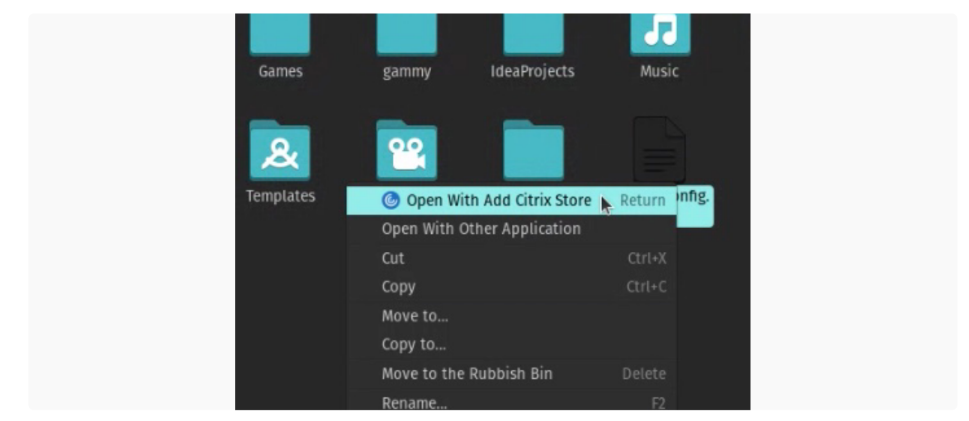 Games gammy IdeaProjects Music
Templates
Open With Add Citrix Store Return
onfig.
Open With Other Application
Cut Ctrl+X
Copy Ctrl+C
Move to...
Copy to...
Move to the Rubbish Bin Delete
Rename... F2